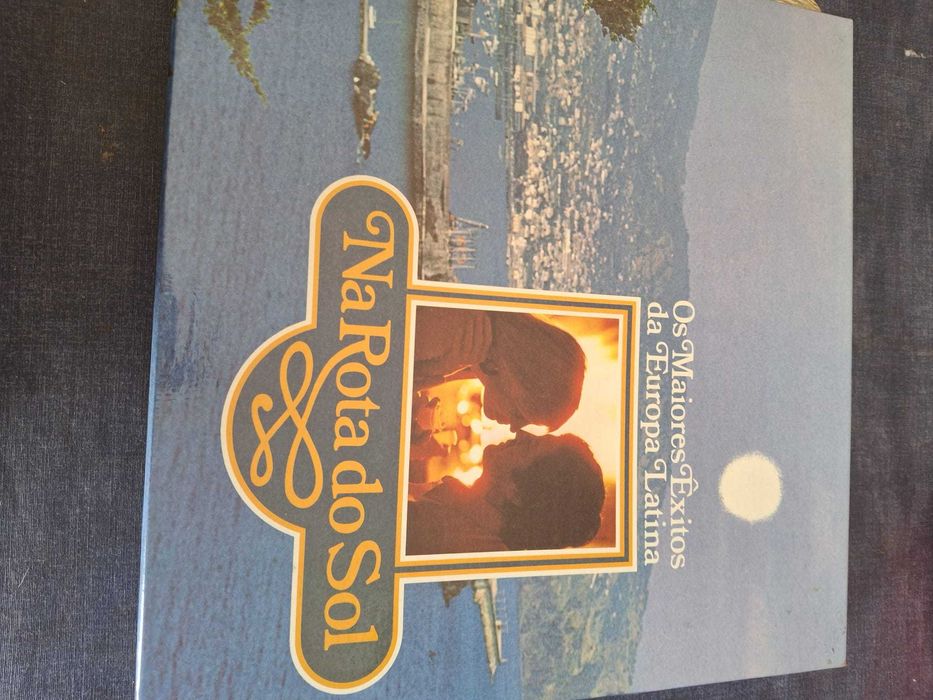 Os Maiores Êxitos
da Europa Latina
Na Rota do Sol